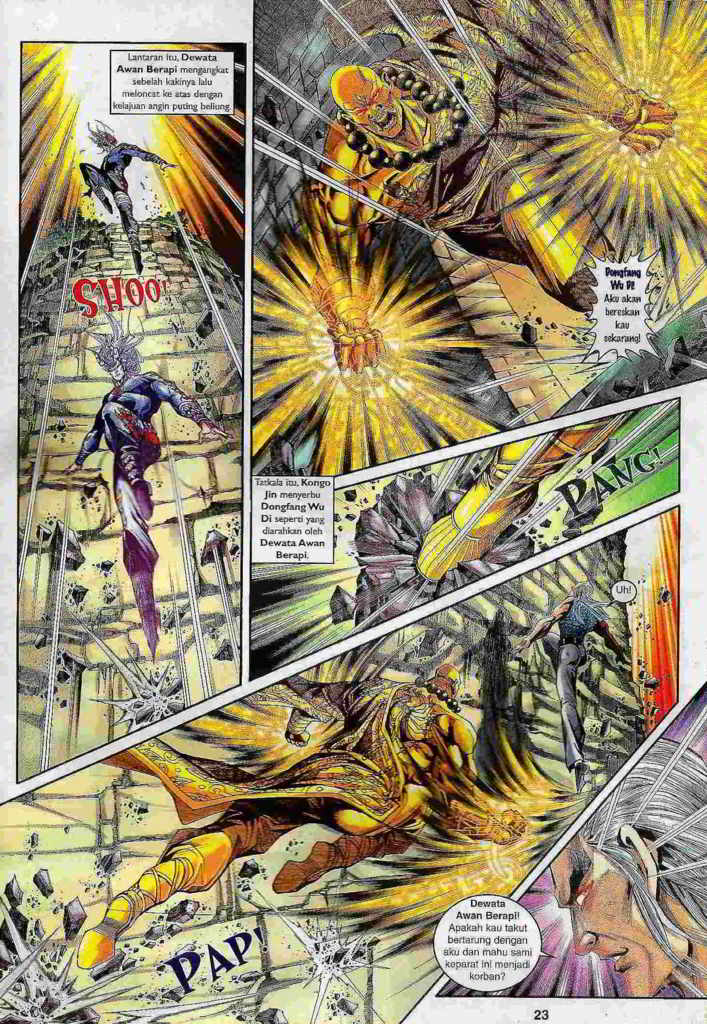 Lantaran itu, Dewata
Awan Berapi mengangkat
sebelah kakinya lalu
meloncat ke atas dengan
kelajuan angin puting beliung.
SHOO!
Dongfang
Wu Di!
Aku akan
bereskan
kau
sekarang!
Tatkala itu, Kongo
Jin menyerbu
Dongfang Wu
Di seperti yang
diarahkan oleh
Dewata Awan
Berapi.
PANG!
Uh!
PAP!
Dewata
Awan Berapi!
Apakah kau takut
bertarung dengan
aku dan mahu sami
keparat ini menjadi
korban?
23